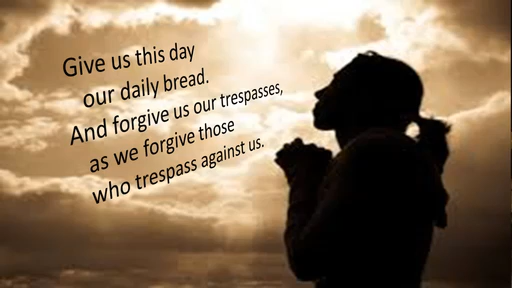 Give us this day
our daily bread.
And forgive us our trespasses,
as we forgive those
who trespass against us.